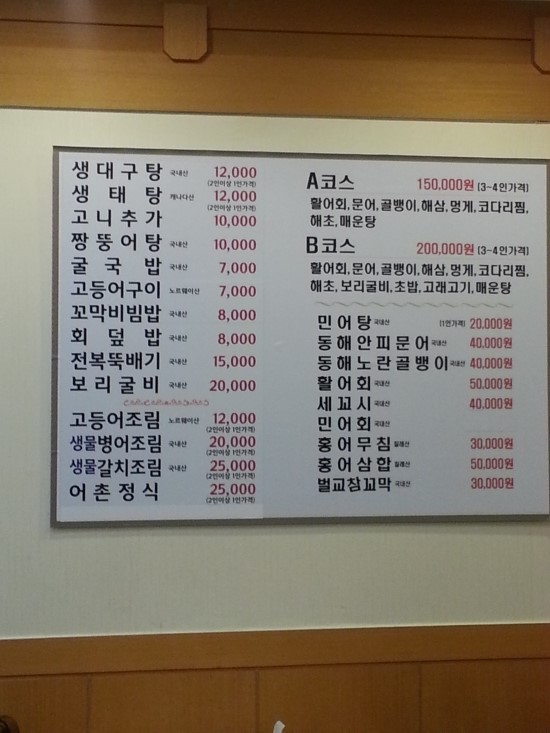 생대구탕 국내산 12,000
(2인이상 1인가격)
생태탕 캐나다산 12,000
(2인이상 1인가격)
고니추가 10,000
짱뚱어탕 국내산 10,000
굴국밥 국내산 7,000
고등어구이 노르웨이산 7,000
꼬막비빔밥 국내산 8,000
회덮밥 국내산 8,000
전복뚝배기 국내산 15,000
보리굴비 국내산 20,000
고등어조림 노르웨이산 12,000
(2인이상 1인가격)
생물병어조림 국내산 20,000
(2인이상 1인가격)
생물갈치조림 국내산 25,000
(2인이상 1인가격)
어촌정식 25,000
(2인이상 1인가격)
A코스 150,000원 (3-4인가격)
활어회, 문어, 골뱅이, 해삼, 멍게, 코다리찜,
해초, 매운탕
B코스 200,000원 (3-4인가격)
활어회, 문어, 골뱅이, 해삼, 멍게, 코다리찜,
해초, 보리굴비, 초밥, 고래고기, 매운탕
민어탕 국내산 (1인가격) 20,000원
동해안피문어 국내산 40,000원
동해노란골뱅이 국내산 40,000원
활어회 국내산 50,000원
세꼬시 국내산 40,000원
민어회 국내산
홍어무침 칠레산 30,000원
홍어삼합 칠레산 50,000원
벌교참꼬막 국내산 30,000원